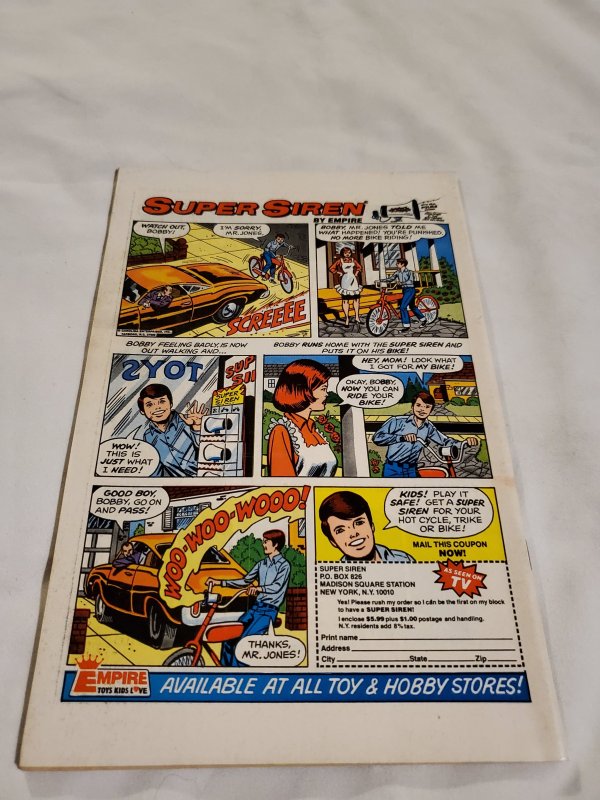 SUPER SIREN
BY EMPIRE
WATCH OUT,
BOBBY!
I'M SORRY,
MR. JONES.
SCREEEE
BOBBY, MR. JONES TOLD ME
WHAT HAPPENED! YOU'RE PUNISHED.
NO MORE BIKE RIDING!
BOBBY FEELING BADLY, IS NOW
OUT WALKING AND...
TOYS
SUPER
SIREN
WOW!
THIS IS
JUST WHAT
I NEED!
BOBBY RUNS HOME WITH THE SUPER SIREN AND
PUTS IT ON HIS BIKE!
HEY, MOM! LOOK WHAT
I GOT FOR MY BIKE!
OKAY, BOBBY,
NOW YOU CAN
RIDE YOUR
BIKE!
GOOD BOY,
BOBBY, GO ON
AND PASS!
WOO-WOO-WOOO!
THANKS,
MR. JONES!
KIDS! PLAY IT
SAFE! GET A SUPER
SIREN FOR YOUR
HOT CYCLE, TRIKE
OR BIKE!
MAIL THIS COUPON
NOW!
AS SEEN ON
TV
SUPER SIREN
P.O. BOX 826
MADISON SQUARE STATION
NEW YORK, N.Y. 10010
Yes! Please rush my order so I can be the first on my block
to have a SUPER SIREN!
I enclose $5.99 plus $1.00 postage and handling.
N.Y. residents add 8% tax.
Print name
Address
City State Zip
EMPIRE
TOYS KIDS LOVE
AVAILABLE AT ALL TOY & HOBBY STORES!